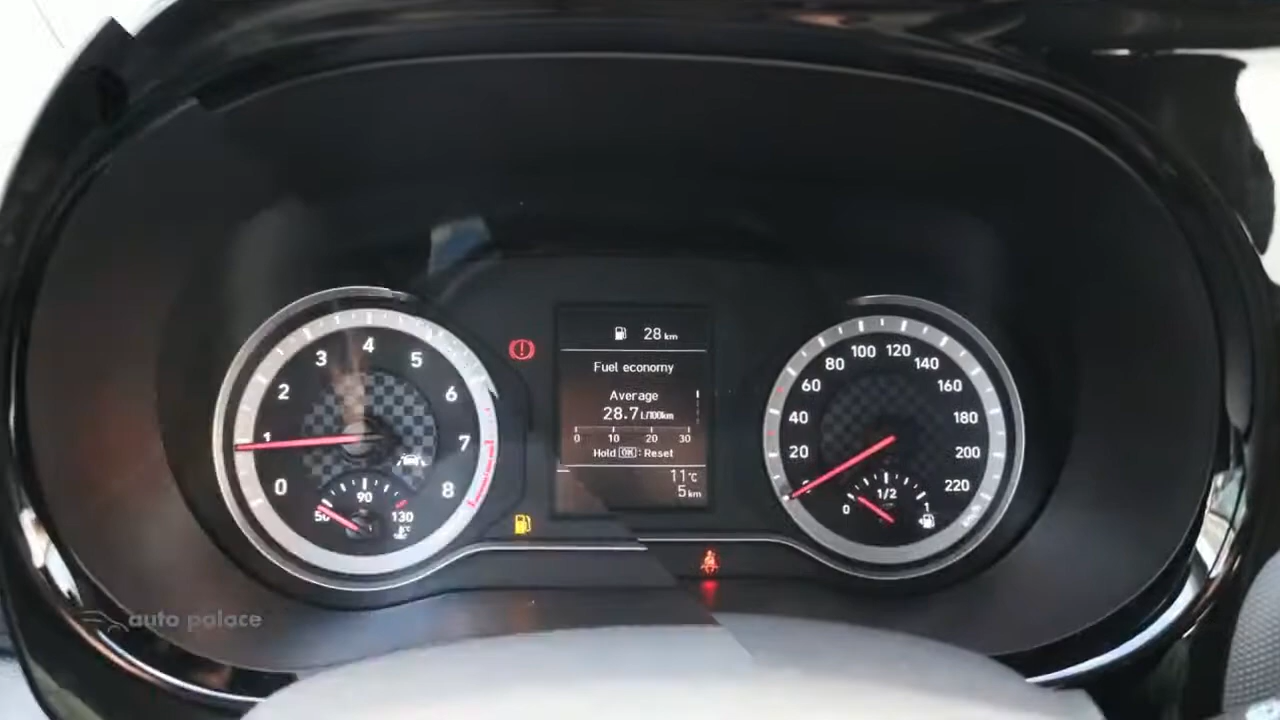 28 km
Fuel economy
Average
28.7 L/100km
0 10 20 30
Hold OK : Reset
11°C
5 km
0 1 2 3 4 5 6 7 8
50 90 130
20 40 60 80 100 120 140 160 180 200 220
0 1/2 1
auto palace